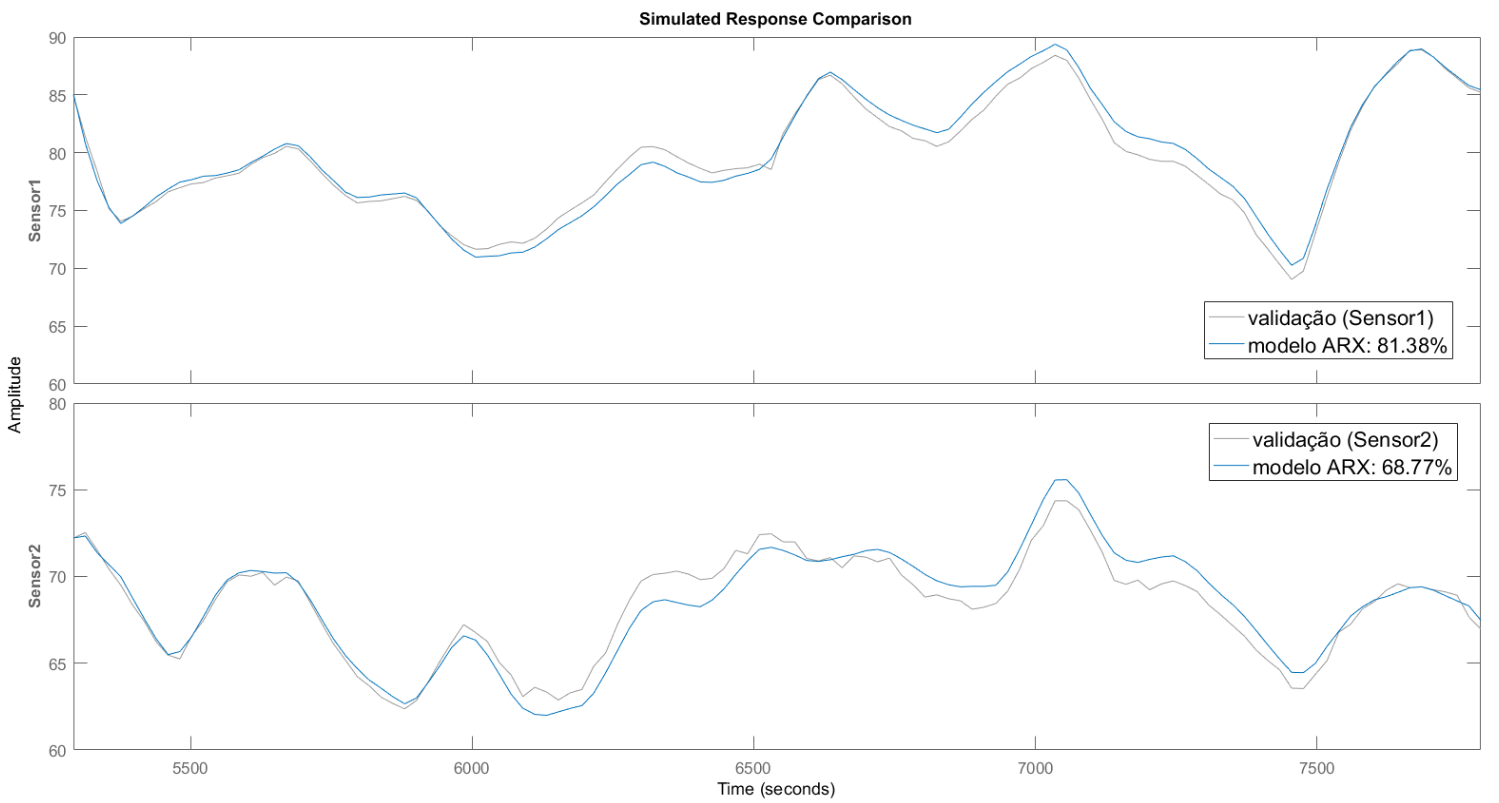 Simulated Response Comparison
90
85
80
75
70
65
60
Sensor1
validação (Sensor1)
modelo ARX: 81.38%
Amplitude
80
75
70
65
60
Sensor2
validação (Sensor2)
modelo ARX: 68.77%
5500 6000 6500 7000 7500
Time (seconds)